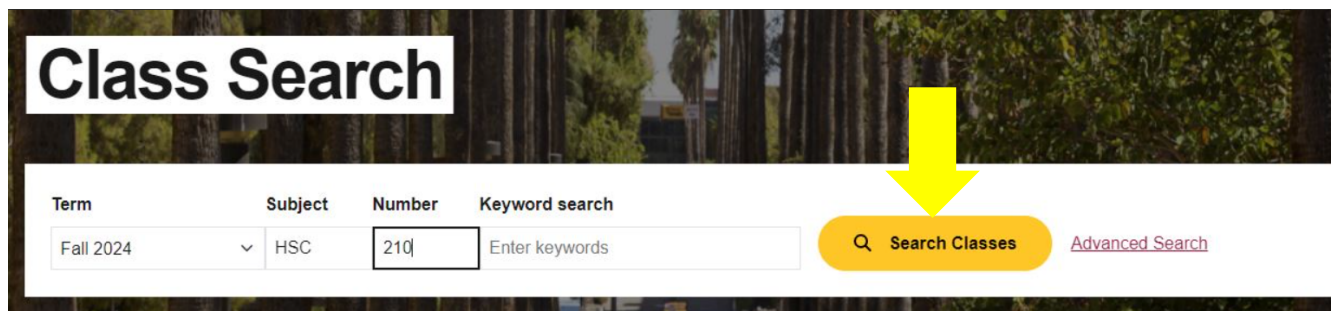 Class Search
Term Subject Number Keyword search
Fall 2024 HSC 210 Enter keywords Search Classes Advanced Search